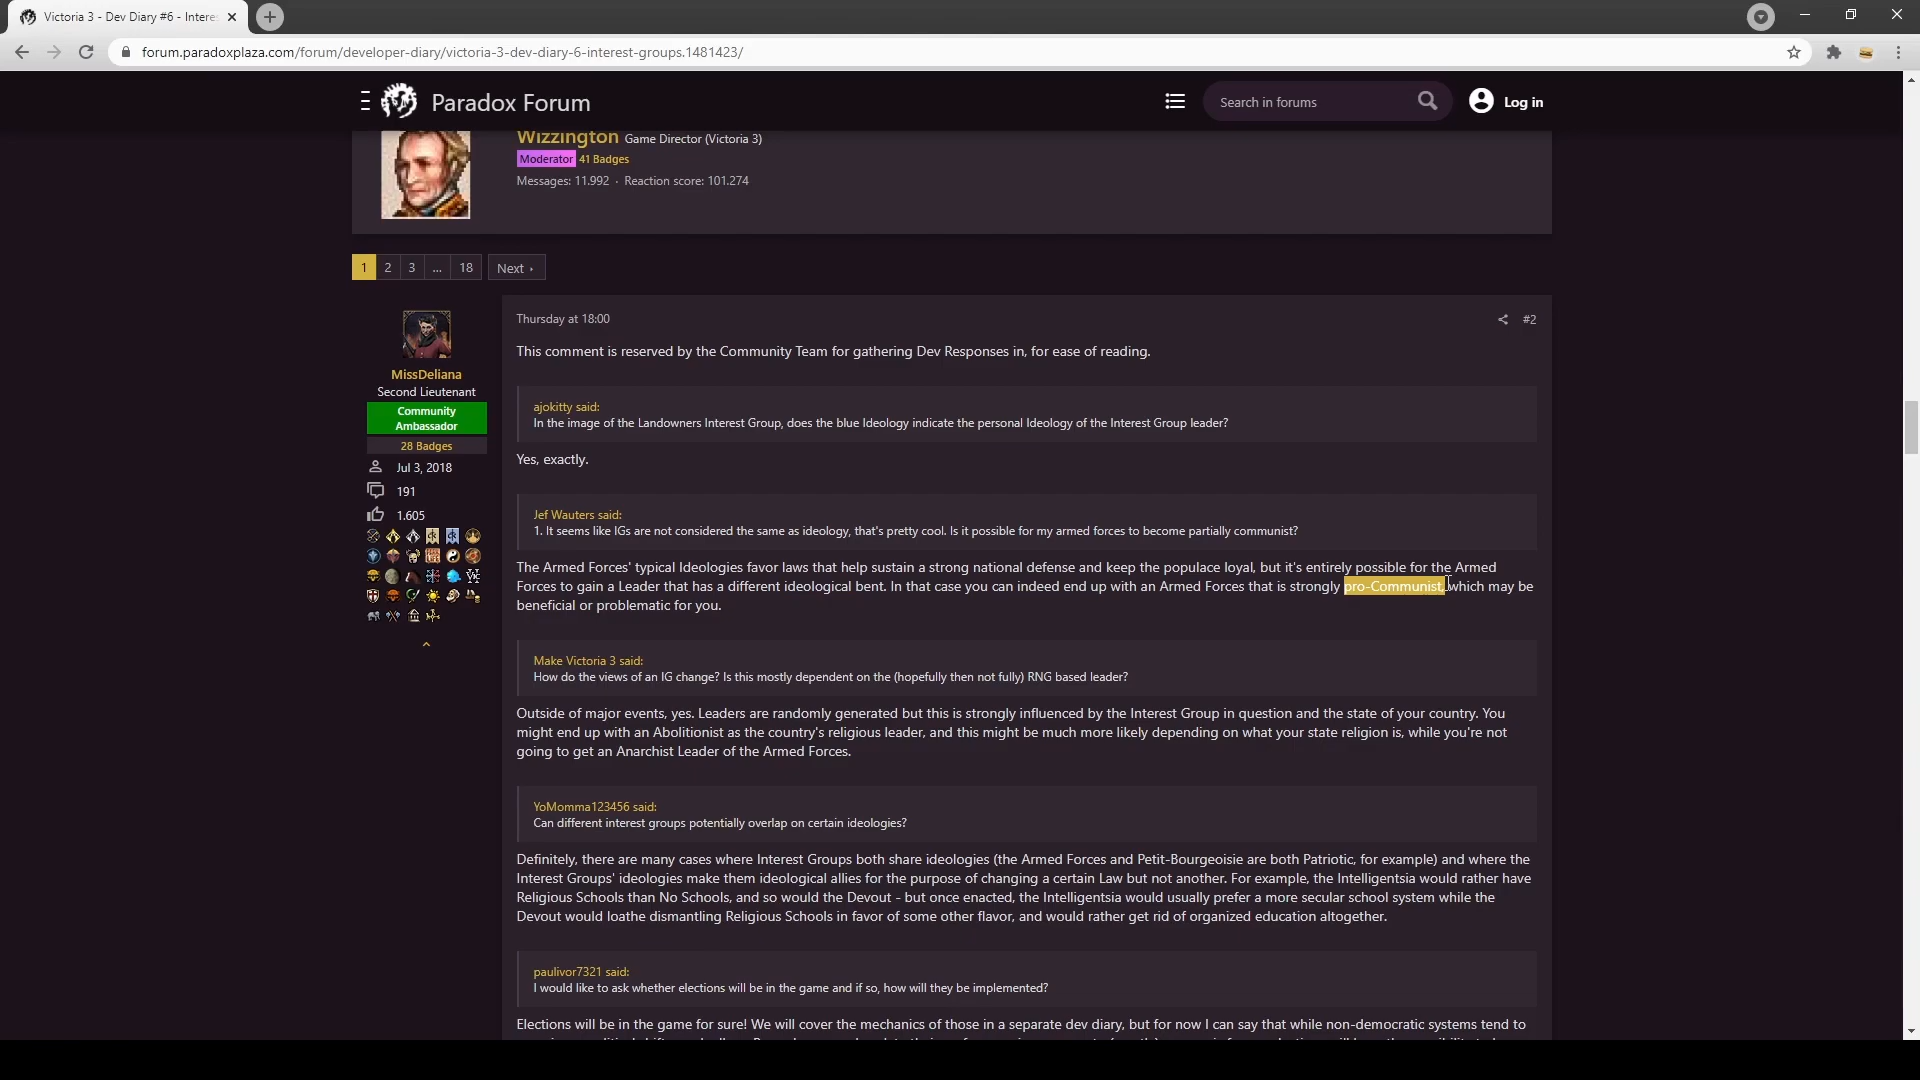 Victoria 3 - Dev Diary #6 - Intere
forum.paradoxplaza.com/forum/developer-diary/victoria-3-dev-diary-6-interest-groups.1481423/
Paradox Forum
Search in forums
Log in
Wizzington Game Director (Victoria 3)
Moderator 41 Badges
Messages: 11.992 · Reaction score: 101.274
1 2 3 ... 18 Next
MissDeliana
Second Lieutenant
Community
Ambassador
28 Badges
Jul 3, 2018
191
1.605
Thursday at 18:00
#2
This comment is reserved by the Community Team for gathering Dev Responses in, for ease of reading.
ajokitty said:
In the image of the Landowners Interest Group, does the blue Ideology indicate the personal Ideology of the Interest Group leader?
Yes, exactly.
Jef Wauters said:
1. It seems like IGs are not considered the same as ideology, that's pretty cool. Is it possible for my armed forces to become partially communist?
The Armed Forces' typical Ideologies favor laws that help sustain a strong national defense and keep the populace loyal, but it's entirely possible for the Armed
Forces to gain a Leader that has a different ideological bent. In that case you can indeed end up with an Armed Forces that is strongly pro-Communist, which may be
beneficial or problematic for you.
Make Victoria 3 said:
How do the views of an IG change? Is this mostly dependent on the (hopefully then not fully) RNG based leader?
Outside of major events, yes. Leaders are randomly generated but this is strongly influenced by the Interest Group in question and the state of your country. You
might end up with an Abolitionist as the country's religious leader, and this might be much more likely depending on what your state religion is, while you're not
going to get an Anarchist Leader of the Armed Forces.
YoMomma123456 said:
Can different interest groups potentially overlap on certain ideologies?
Definitely, there are many cases where Interest Groups both share ideologies (the Armed Forces and Petit-Bourgeoisie are both Patriotic, for example) and where the
Interest Groups' ideologies make them ideological allies for the purpose of changing a certain Law but not another. For example, the Intelligentsia would rather have
Religious Schools than No Schools, and so would the Devout - but once enacted, the Intelligentsia would usually prefer a more secular school system while the
Devout would loathe dismantling Religious Schools in favor of some other flavor, and would rather get rid of organized education altogether.
paulivor7321 said:
I would like to ask whether elections will be in the game and if so, how will they be implemented?
Elections will be in the game for sure! We will cover the mechanics of those in a separate dev diary, but for now I can say that while non-democratic systems tend to